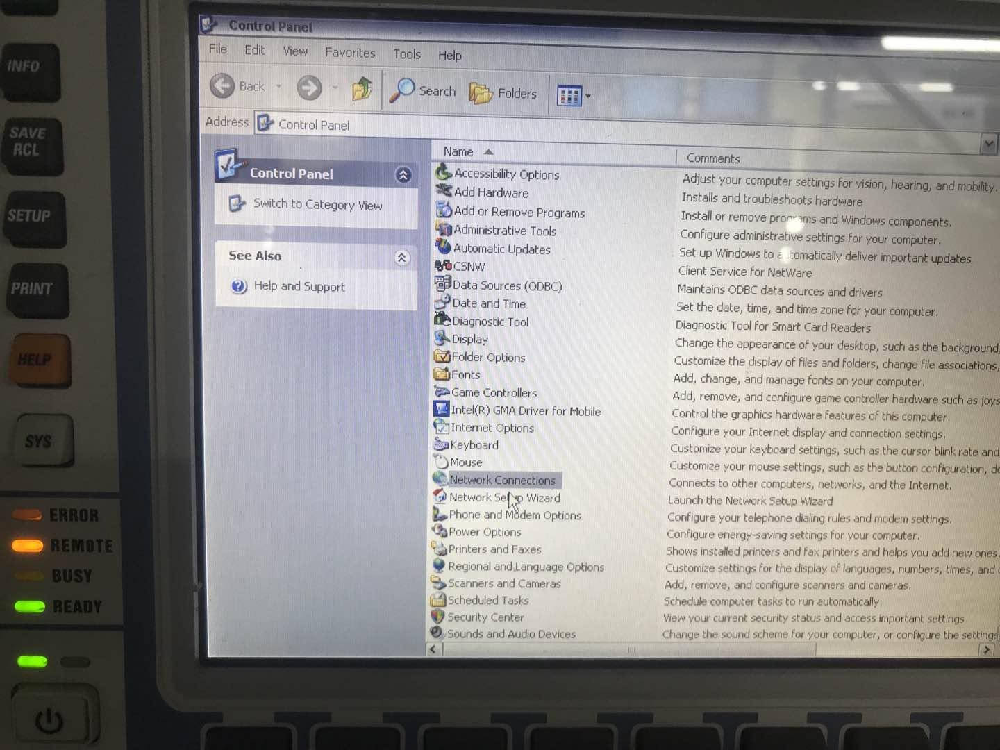 Control Panel
File Edit View Favorites Tools Help
Back Search Folders
Address Control Panel
Control Panel
Switch to Category View
See Also
Help and Support
Name Comments
Accessibility Options Adjust your computer settings for vision, hearing, and mobility.
Add Hardware Installs and troubleshoots hardware
Add or Remove Programs Install or remove programs and Windows components.
Administrative Tools Configure administrative settings for your computer.
Automatic Updates Set up Windows to automatically deliver important updates
CSNW Client Service for NetWare
Data Sources (ODBC) Maintains ODBC data sources and drivers
Date and Time Set the date, time, and time zone for your computer.
Diagnostic Tool Diagnostic Tool for Smart Card Readers
Display Change the appearance of your desktop, such as the background,
Folder Options Customize the display of files and folders, change file associations,
Fonts Add, change, and manage fonts on your computer.
Game Controllers Add, remove, and configure game controller hardware such as joys
Intel(R) GMA Driver for Mobile Control the graphics hardware features of this computer.
Internet Options Configure your Internet display and connection settings.
Keyboard Customize your keyboard settings, such as the cursor blink rate and
Mouse Customize your mouse settings, such as the button configuration, do
Network Connections Connects to other computers, networks, and the Internet.
Network Setup Wizard Launch the Network Setup Wizard
Phone and Modem Options Configure your telephone dialing rules and modem settings.
Power Options Configure energy-saving settings for your computer.
Printers and Faxes Shows installed printers and fax printers and helps you add new ones.
Regional and Language Options Customize settings for the display of languages, numbers, times, and
Scanners and Cameras Add, remove, and configure scanners and cameras.
Scheduled Tasks Schedule computer tasks to run automatically.
Security Center View your current security status and access important settings
Sounds and Audio Devices Change the sound scheme for your computer, or configure the settings
INFO
SAVE
RCL
SETUP
PRINT
HELP
SYS
ERROR
REMOTE
BUSY
READY